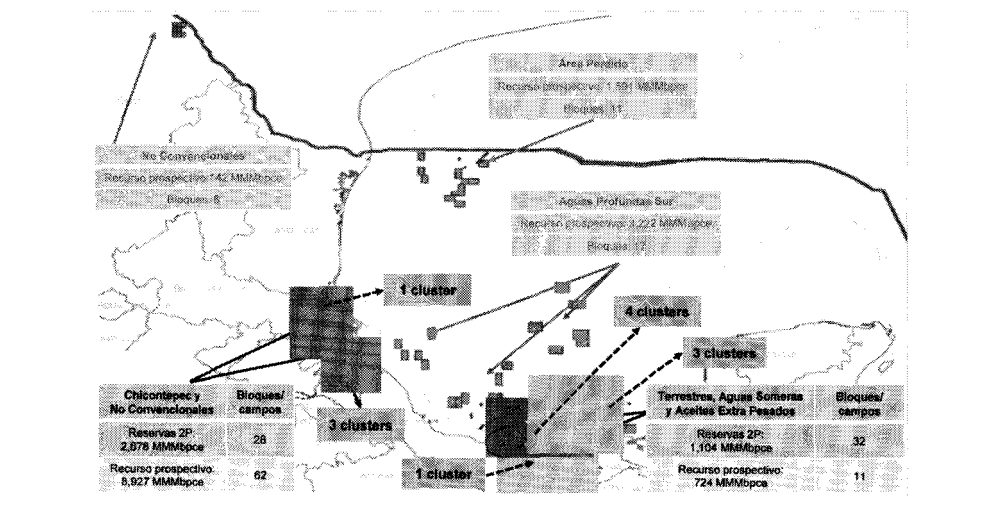 Área Perdido
Recurso prospectivo: 1,591 MMMbpce
Bloques: 11
No Convencionales
Recurso prospectivo: 142 MMMbpce
Bloques: 8
Aguas Profundas Sur
Recurso prospectivo: 3,222 MMMbpce
Bloques: 17
1 cluster
4 clusters
3 clusters
Chicontepec y
No Convencionales
Bloques/
campos
Reservas 2P:
2,678 MMMbpce
28
Recurso prospectivo:
8,927 MMMbpce
62
3 clusters
1 cluster
Terrestres, Aguas Someras
y Aceites Extra Pesados
Bloques/
campos
Reservas 2P:
1,104 MMMbpce
32
Recurso prospectivo:
724 MMMbpce
11